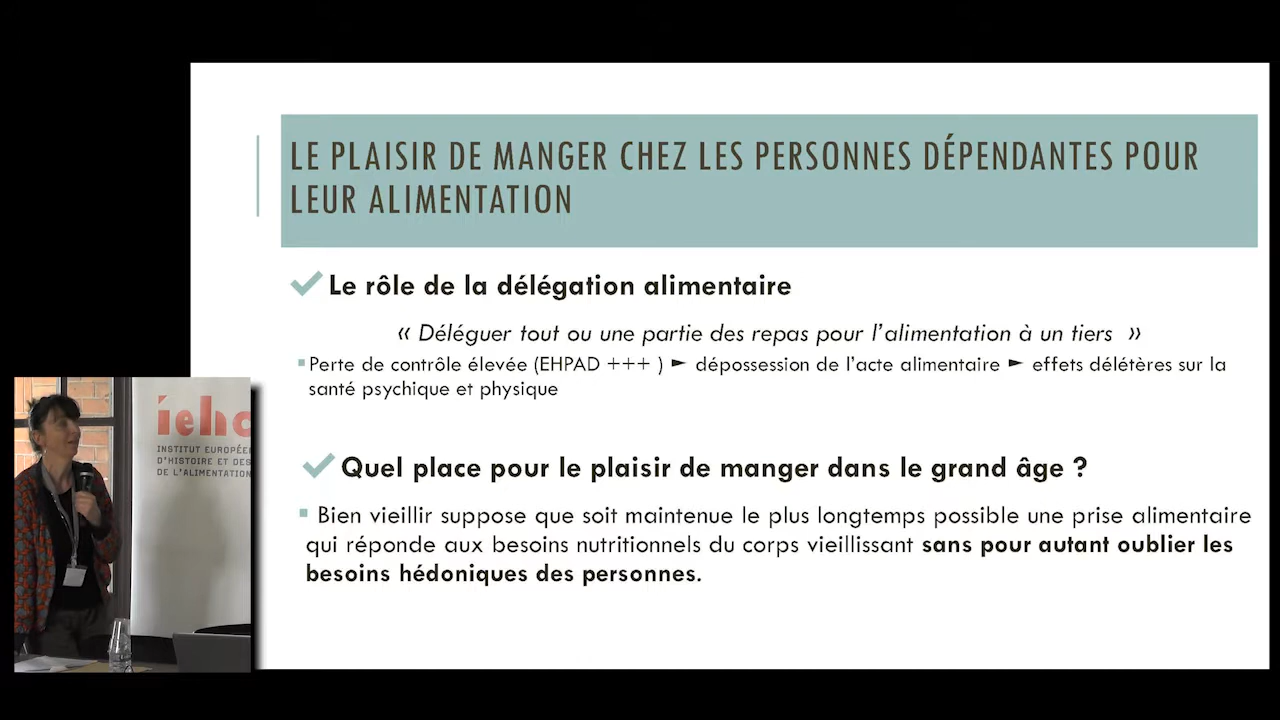 LE PLAISIR DE MANGER CHEZ LES PERSONNES DÉPENDANTES POUR
LEUR ALIMENTATION
Le rôle de la délégation alimentaire
« Déléguer tout ou une partie des repas pour l'alimentation à un tiers »
Perte de contrôle élevée (EHPAD +++ ) ► dépossession de l'acte alimentaire ► effets délétères sur la
santé psychique et physique
Quel place pour le plaisir de manger dans le grand âge ?
Bien vieillir suppose que soit maintenue le plus longtemps possible une prise alimentaire
qui réponde aux besoins nutritionnels du corps vieillissant sans pour autant oublier les
besoins hédoniques des personnes.
iehc
INSTITUT EUROPÉE
D'HISTOIRE ET DES
DE L'ALIMENTATION